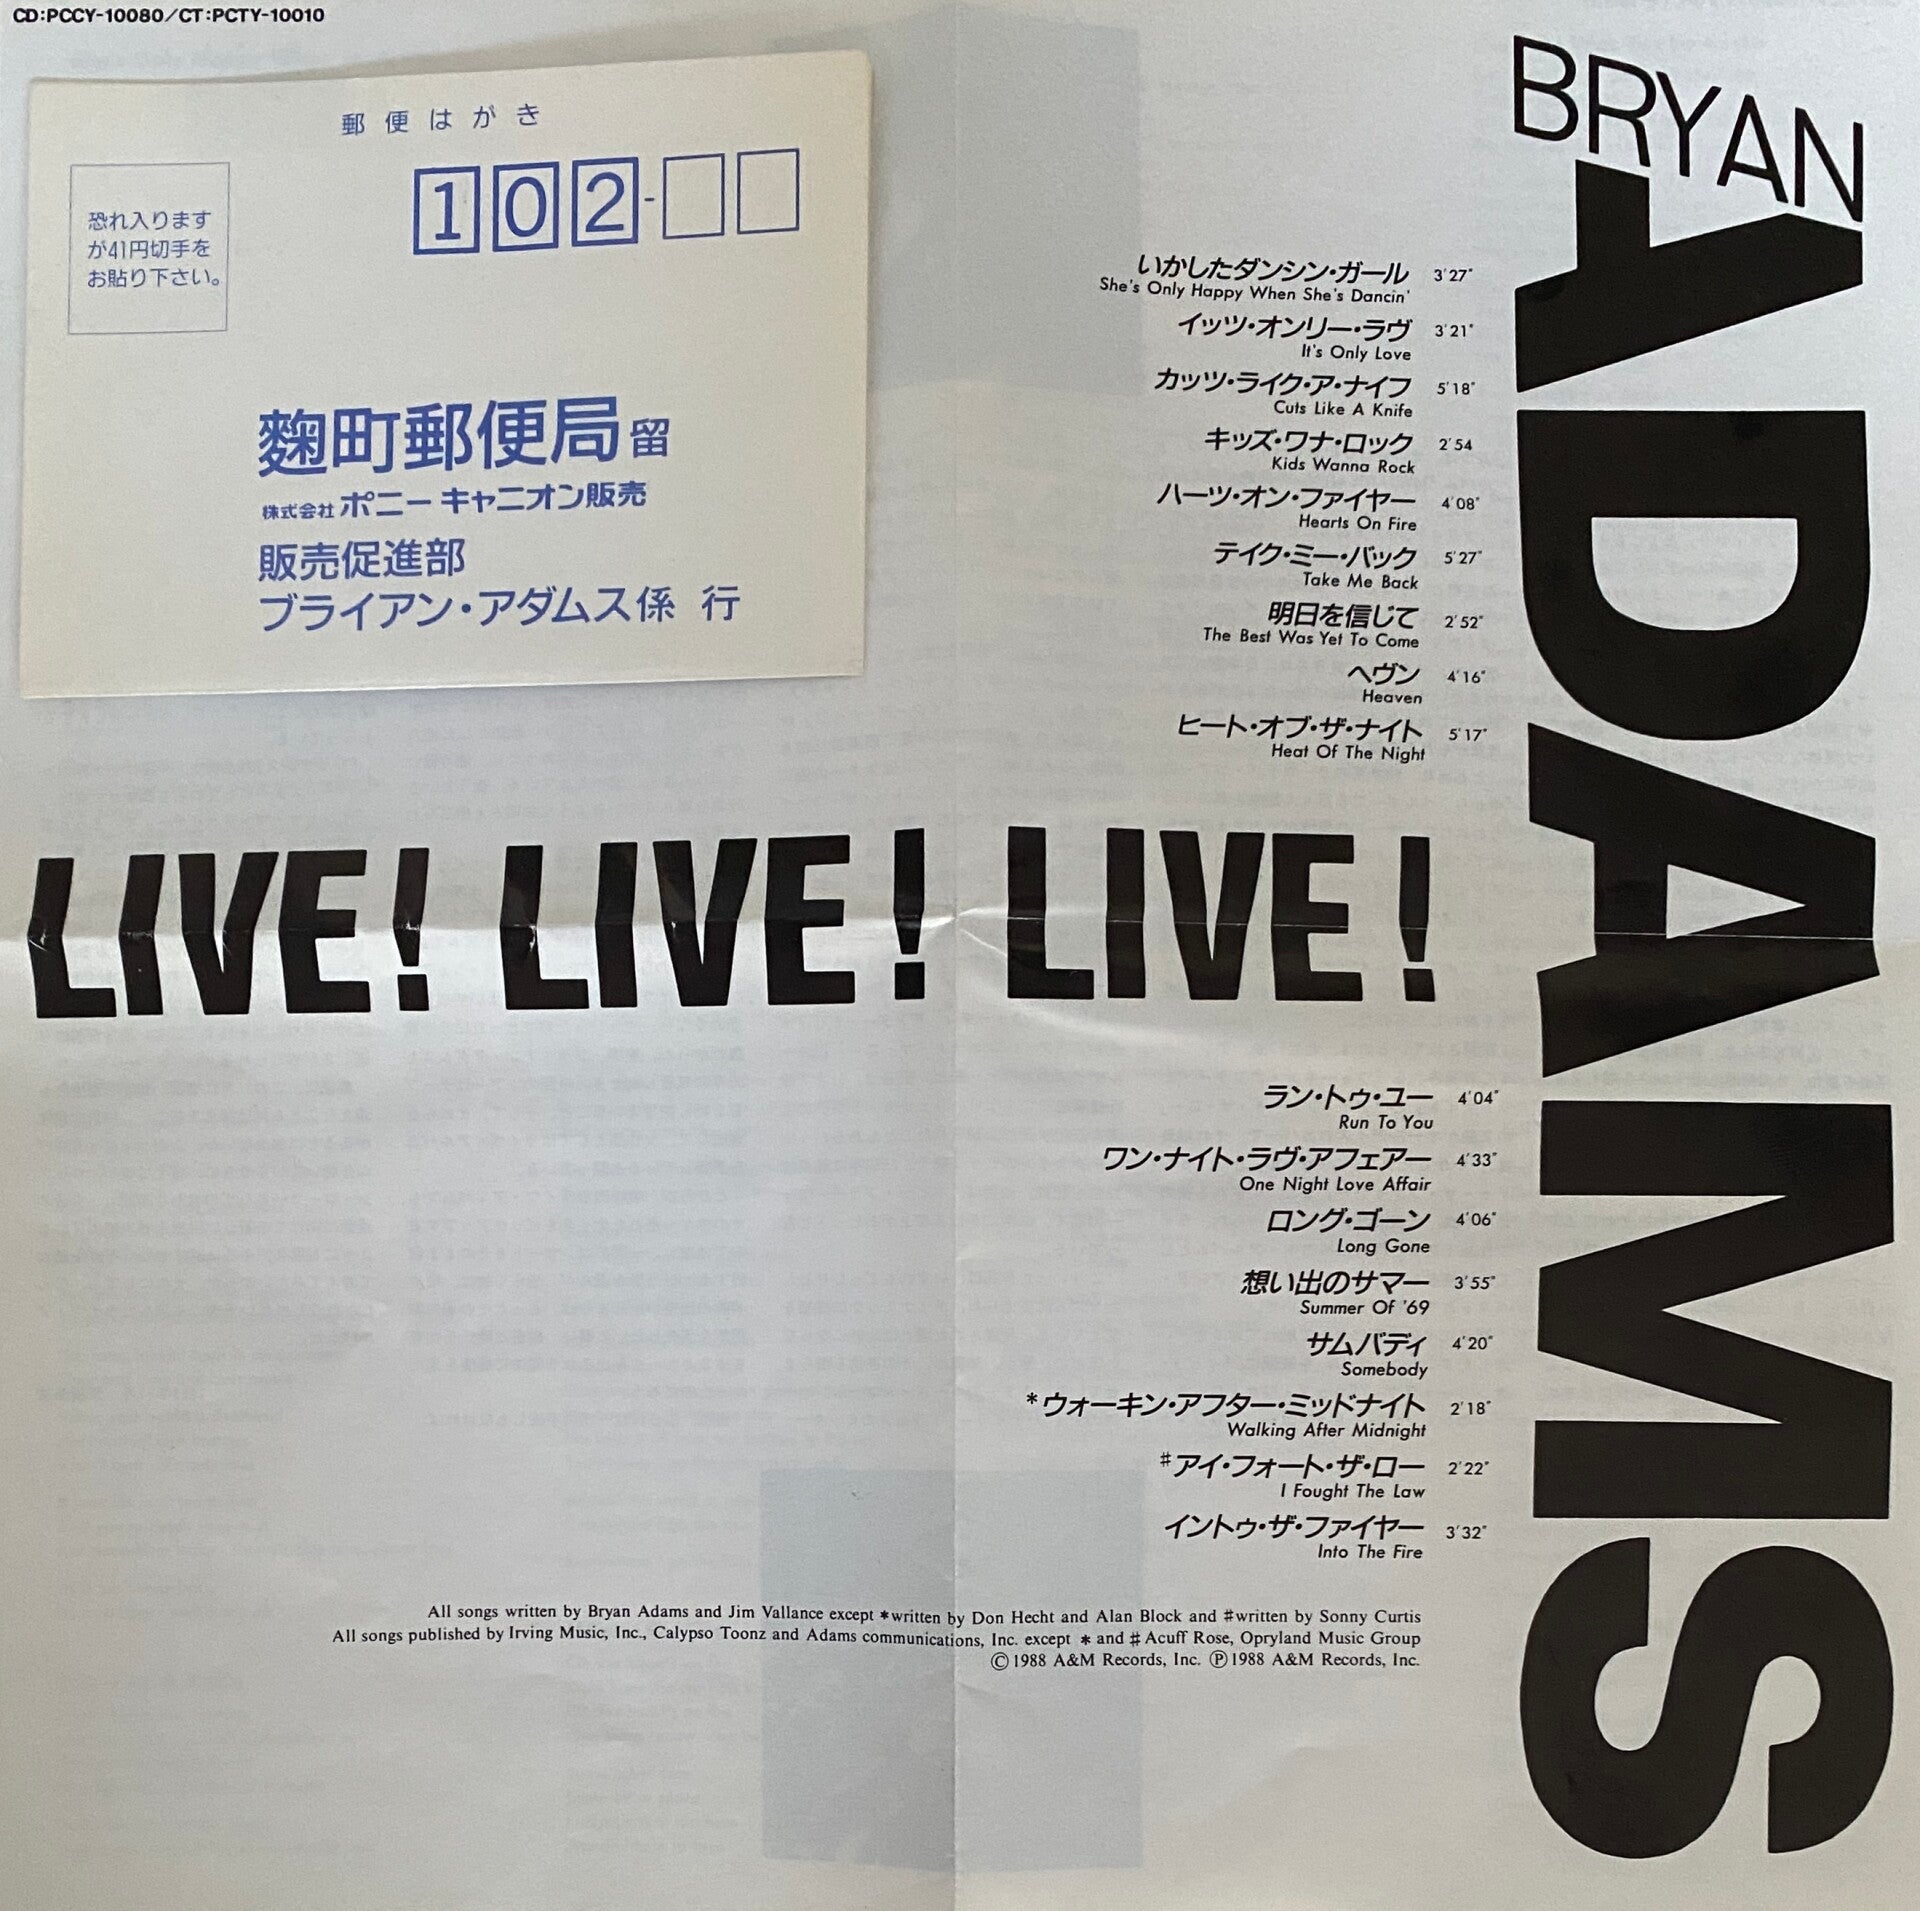 CD:PCCY-10080/CT:PCTY-10010
郵便はがき
恐れ入ります
が41円切手を
お貼り下さい。
102-
麹町郵便局留
株式会社ポニーキャニオン販売
販売促進部
ブライアン・アダムス係 行
BRYAN
ADAMS
いかしたダンシン・ガール 3'27"
She's Only Happy When She's Dancin'
イッツ・オンリー・ラヴ 3'21"
It's Only Love
カッツ・ライク・ア・ナイフ 5'18"
Cuts Like A Knife
キッズ・ワナ・ロック 2'54
Kids Wanna Rock
ハーツ・オン・ファイヤー 4'08"
Hearts On Fire
テイク・ミー・バック 5'27"
Take Me Back
明日を信じて 2'52"
The Best Was Yet To Come
ヘヴン 4'16"
Heaven
ヒート・オブ・ザ・ナイト 5'17"
Heat Of The Night
LIVE! LIVE! LIVE!
ラン・トゥ・ユー 4'04"
Run To You
ワン・ナイト・ラヴ・アフェアー 4'33"
One Night Love Affair
ロング・ゴーン 4'06"
Long Gone
想い出のサマー 3'55"
Summer Of '69
サムバディ 4'20"
Somebody
*ウォーキン・アフター・ミッドナイト 2'18"
Walking After Midnight
♯アイ・フォート・ザ・ロー 2'22"
I Fought The Law
イントゥ・ザ・ファイヤー 3'32"
Into The Fire
All songs written by Bryan Adams and Jim Vallance except *written by Don Hecht and Alan Block and ♯written by Sonny Curtis
All songs published by Irving Music, Inc., Calypso Toonz and Adams communications, Inc. except * and ♯ Acuff Rose, Opryland Music Group
Ⓒ1988 A&M Records, Inc. Ⓟ1988 A&M Records, Inc.